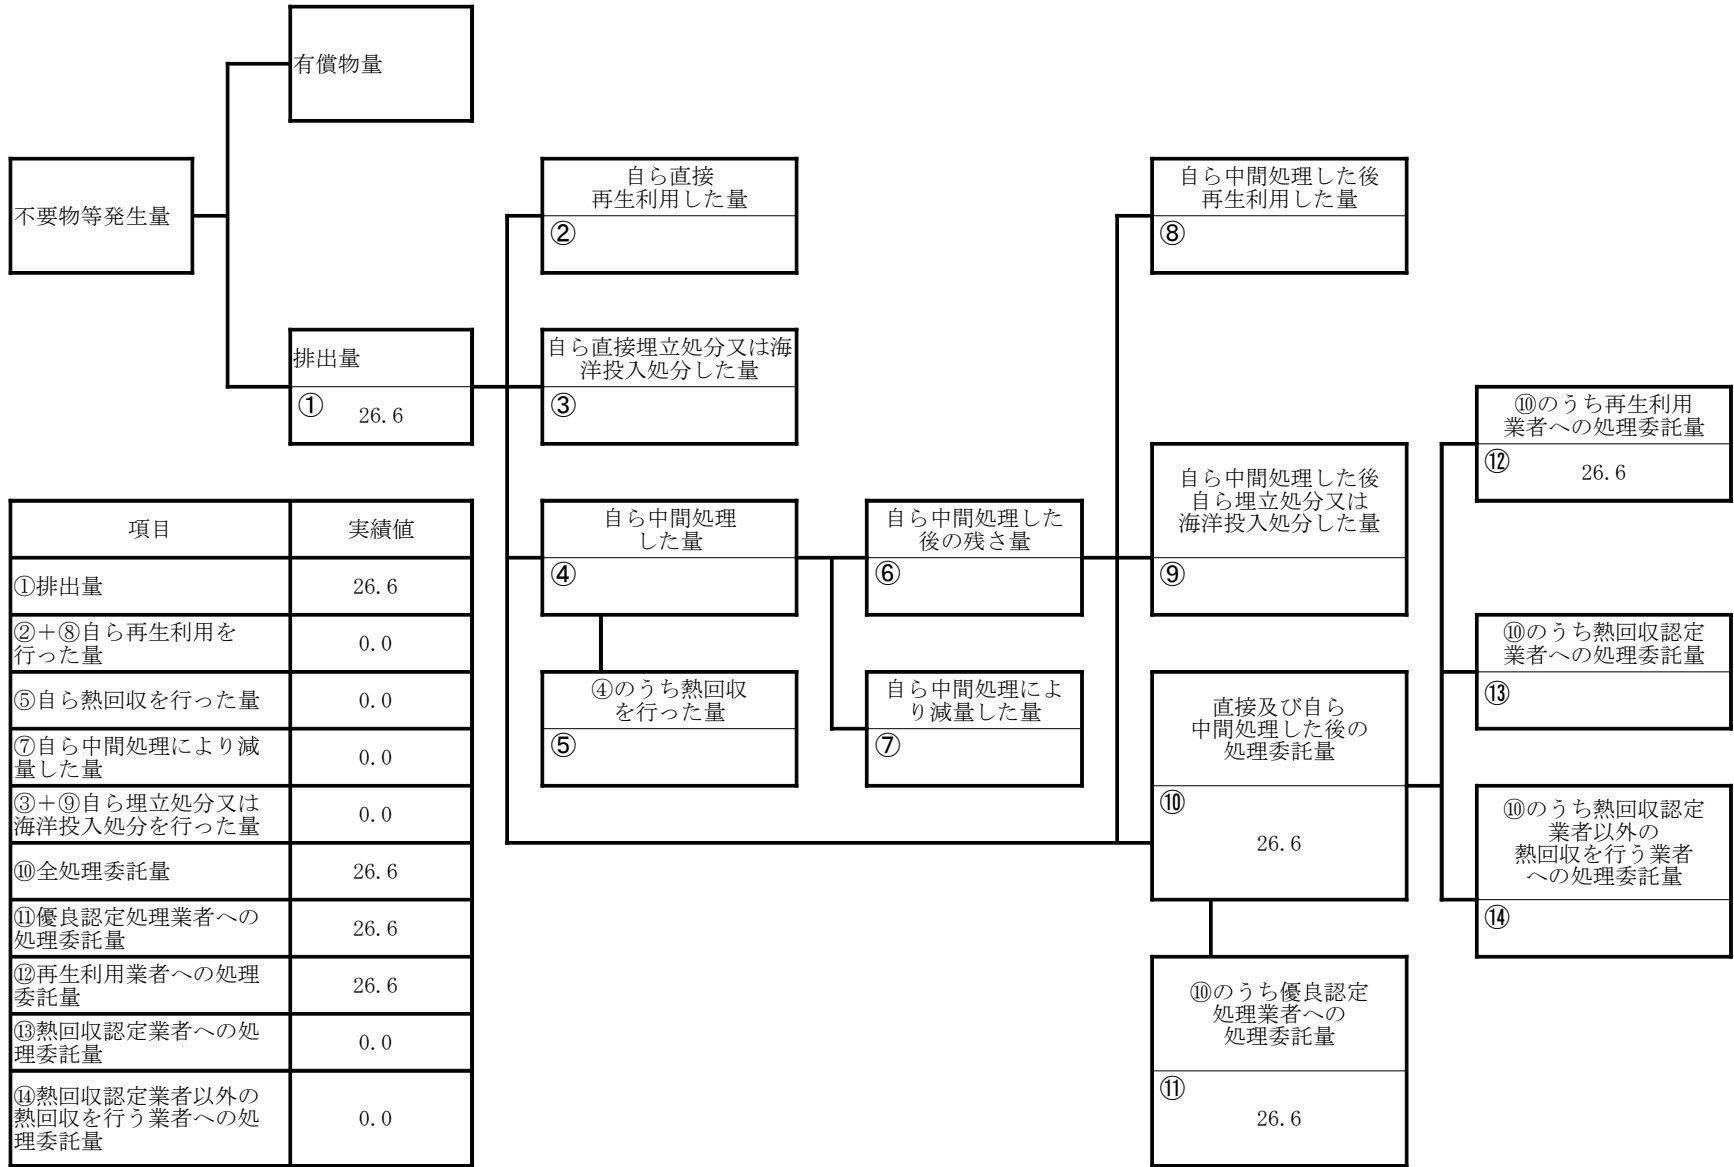 有償物量
不要物等発生量
自ら直接
再生利用した量
②
自ら中間処理した後
再生利用した量
⑧
排出量
① 26.6
自ら直接埋立処分又は海
洋投入処分した量
③
⑩のうち再生利用
業者への処理委託量
⑫ 26.6
自ら中間処理
した量
④
自ら中間処理した
後の残さ量
⑥
自ら中間処理した後
自ら埋立処分又は
海洋投入処分した量
⑨
④のうち熱回収
を行った量
⑤
自ら中間処理によ
り減量した量
⑦
直接及び自ら
中間処理した後の
処理委託量
⑩
26.6
⑩のうち熱回収認定
業者への処理委託量
⑬
⑩のうち熱回収認定
業者以外の
熱回収を行う業者
への処理委託量
⑭
⑩のうち優良認定
処理業者への
処理委託量
⑪
26.6
項目 実績値
①排出量 26.6
②＋⑧自ら再生利用を
行った量 0.0
⑤自ら熱回収を行った量 0.0
⑦自ら中間処理により減
量した量 0.0
③＋⑨自ら埋立処分又は
海洋投入処分を行った量 0.0
⑩全処理委託量 26.6
⑪優良認定処理業者への
処理委託量 26.6
⑫再生利用業者への処理
委託量 26.6
⑬熱回収認定業者への処
理委託量 0.0
⑭熱回収認定業者以外の
熱回収を行う業者への処
理委託量 0.0